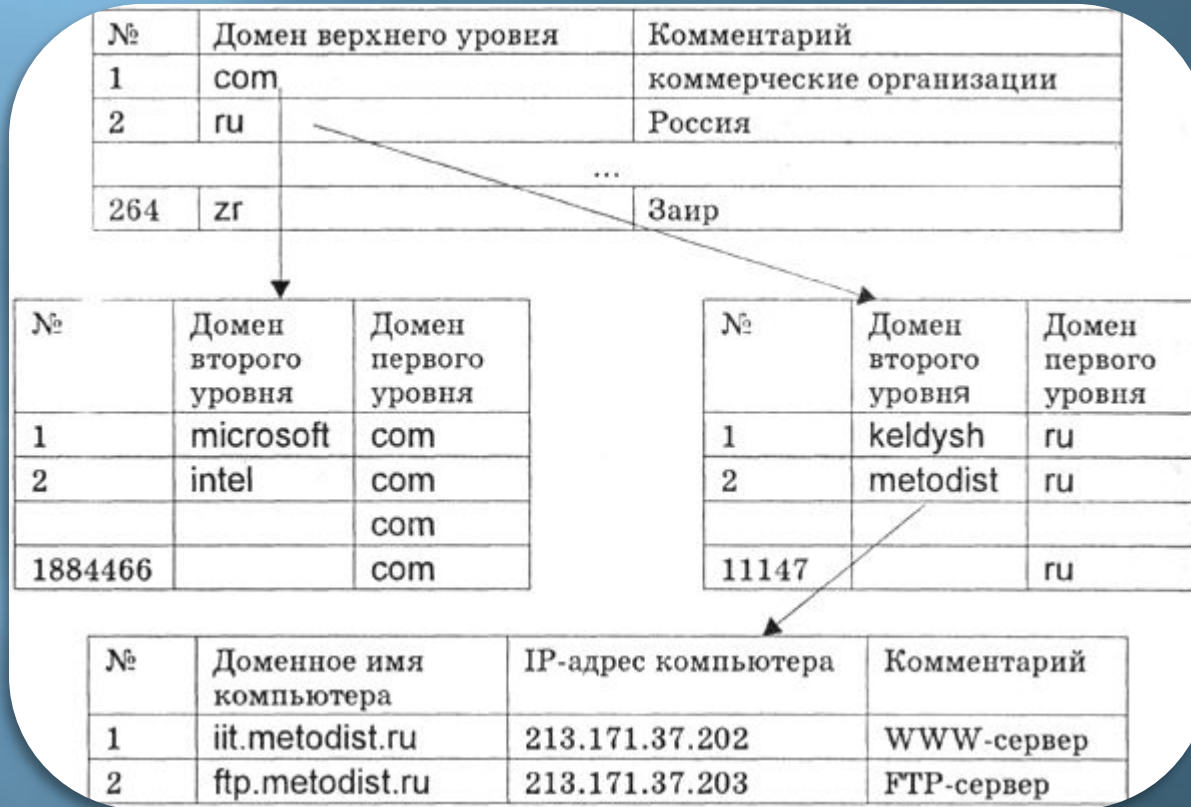 № Домен верхнего уровня Комментарий
1 com коммерческие организации
2 ru Россия
...
264 zr Заир
№ Домен второго уровня Домен первого уровня
1 microsoft com
2 intel com
com
1884466 com
№ Домен второго уровня Домен первого уровня
1 keldysh ru
2 metodist ru
11147 ru
№ Доменное имя компьютера IP-адрес компьютера Комментарий
1 iit.metodist.ru 213.171.37.202 WWW-сервер
2 ftp.metodist.ru 213.171.37.203 FTP-сервер